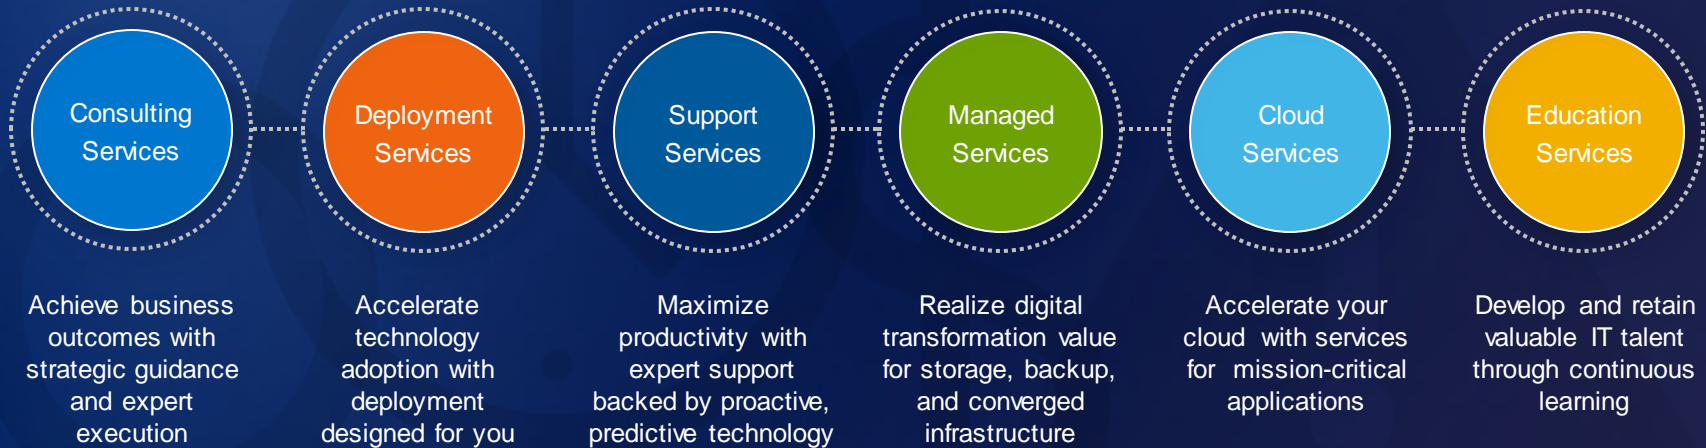 Consulting
Services
Deployment
Services
Support
Services
Managed
Services
Cloud
Services
Education
Services
Achieve business
outcomes with
strategic guidance
and expert
execution
Accelerate
technology
adoption with
deployment
designed for you
Maximize
productivity with
expert support
backed by proactive,
predictive technology
Realize digital
transformation value
for storage, backup,
and converged
infrastructure
Accelerate your
cloud with services
for mission-critical
applications
Develop and retain
valuable IT talent
through continuous
learning